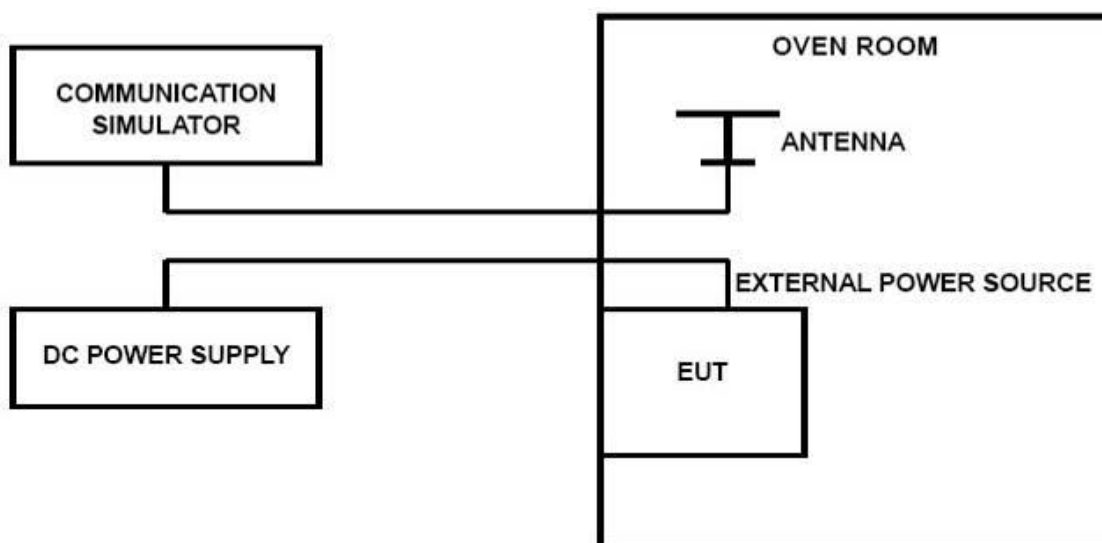 OVEN ROOM
COMMUNICATION
SIMULATOR
ANTENNA
EXTERNAL POWER SOURCE
DC POWER SUPPLY
EUT